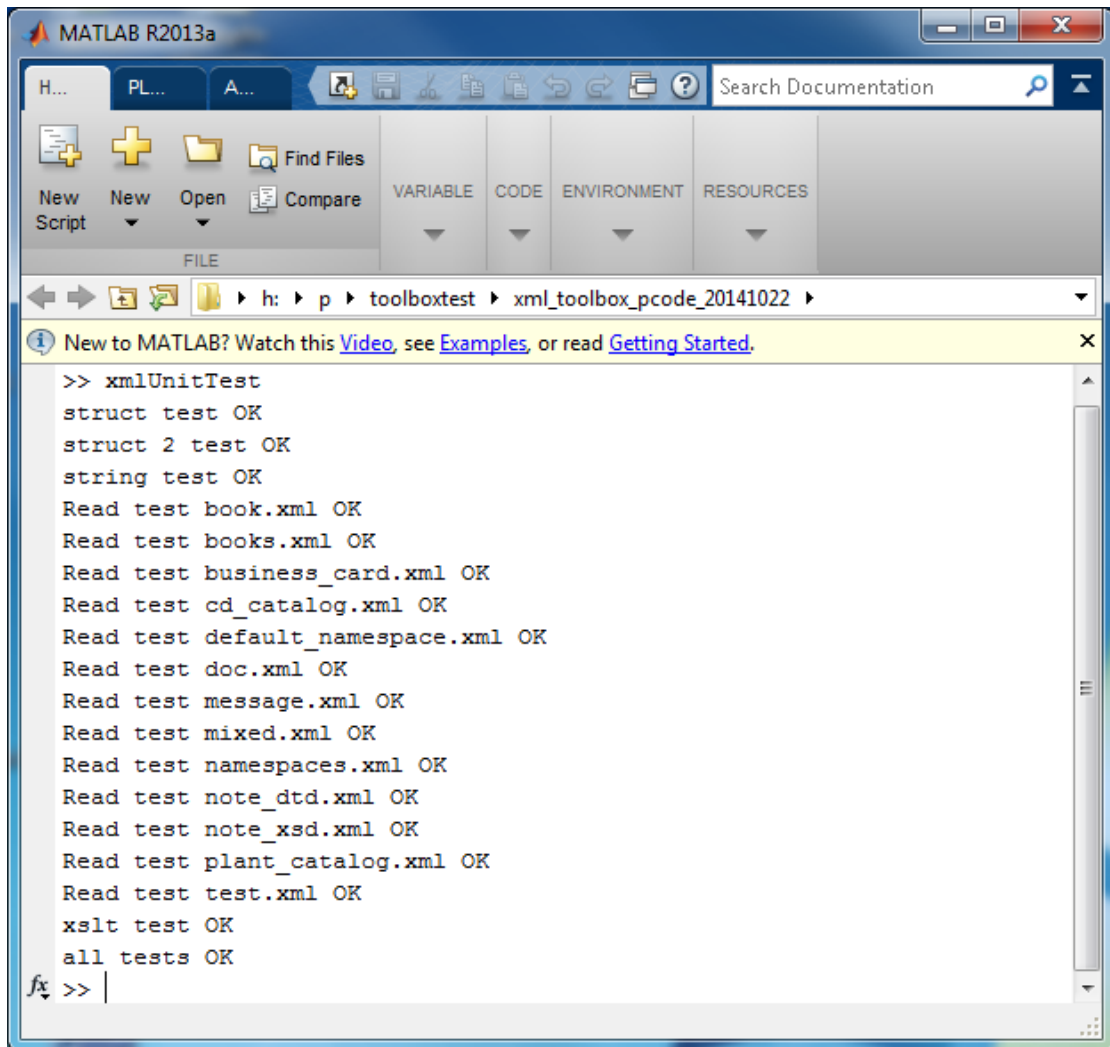 MATLAB R2013a
H... PL... A... Search Documentation
New Script
New
Open
Find Files
Compare
FILE
VARIABLE CODE ENVIRONMENT RESOURCES
h: p toolboxtest xml_toolbox_pcode_20141022
New to MATLAB? Watch this Video, see Examples, or read Getting Started.
>> xmlUnitTest
struct test OK
struct 2 test OK
string test OK
Read test book.xml OK
Read test books.xml OK
Read test business_card.xml OK
Read test cd_catalog.xml OK
Read test default_namespace.xml OK
Read test doc.xml OK
Read test message.xml OK
Read test mixed.xml OK
Read test namespaces.xml OK
Read test note_dtd.xml OK
Read test note_xsd.xml OK
Read test plant_catalog.xml OK
Read test test.xml OK
xslt test OK
all tests OK
fx >>